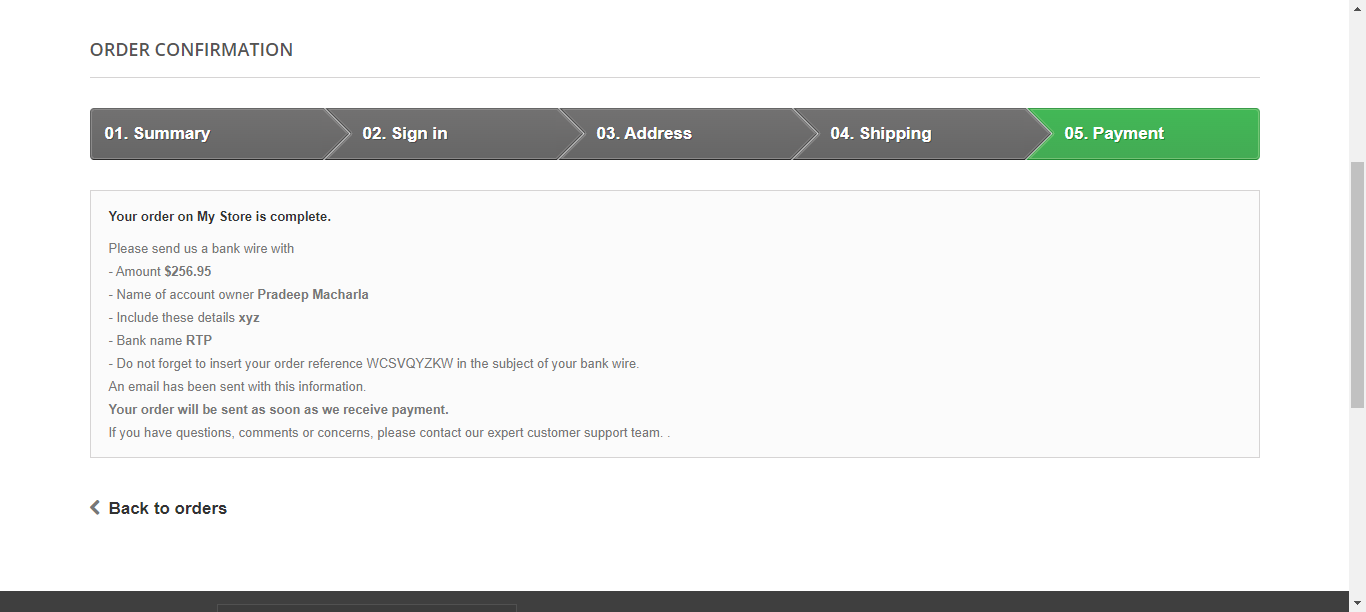 ORDER CONFIRMATION
01. Summary
02. Sign in
03. Address
04. Shipping
05. Payment
Your order on My Store is complete.
Please send us a bank wire with
- Amount $256.95
- Name of account owner Pradeep Macharla
- Include these details xyz
- Bank name RTP
- Do not forget to insert your order reference WCSVQYZKW in the subject of your bank wire.
An email has been sent with this information.
Your order will be sent as soon as we receive payment.
If you have questions, comments or concerns, please contact our expert customer support team. .
Back to orders